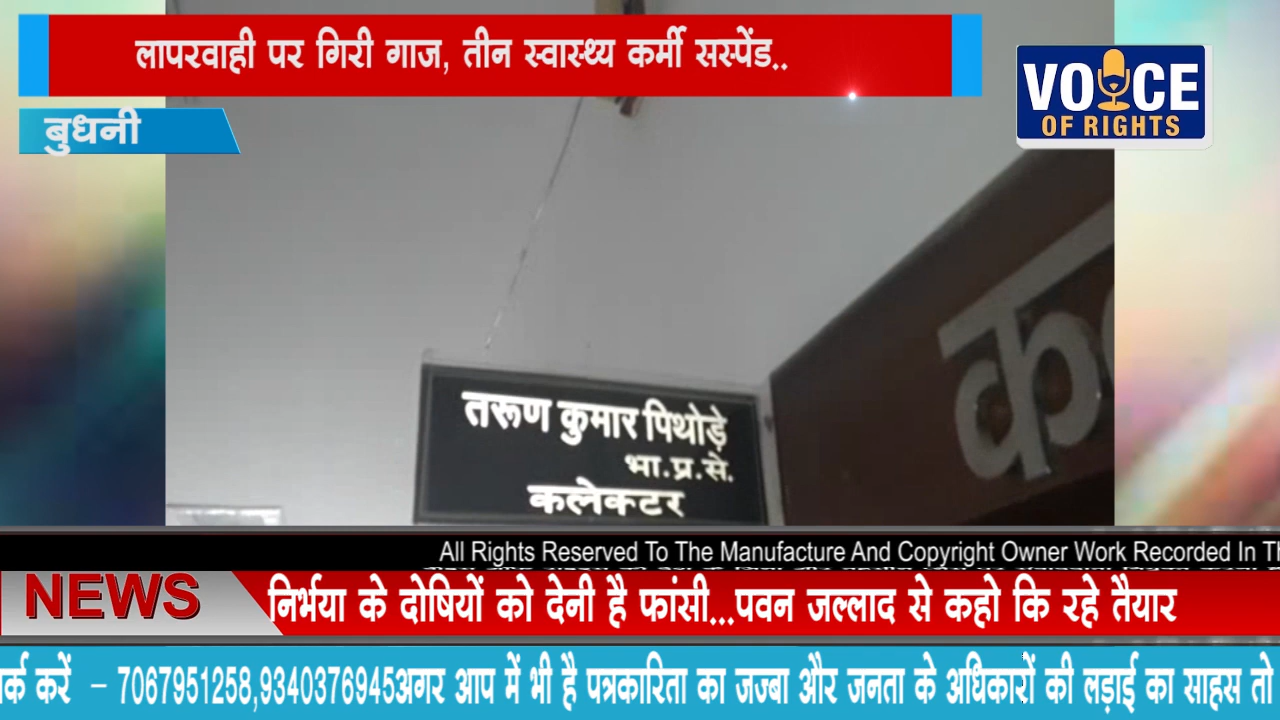 लापरवाही पर गिरी गाज, तीन स्वास्थ्य कर्मी सस्पेंड..
VOICE
OF RIGHTS
बुधनी
क
तरूण कुमार पिथोड़े
भा.प्र.से.
कलेक्टर
All Rights Reserved To The Manufacture And Copyright Owner Work Recorded In Th
NEWS
निर्भया के दोषियों को देनी है फांसी...पवन जल्लाद से कहो कि रहे तैयार
र्क करें – 7067951258,9340376945अगर आप में भी है पत्रकारिता का जज्बा और जनता के अधिकारों की लड़ाई का साहस तो